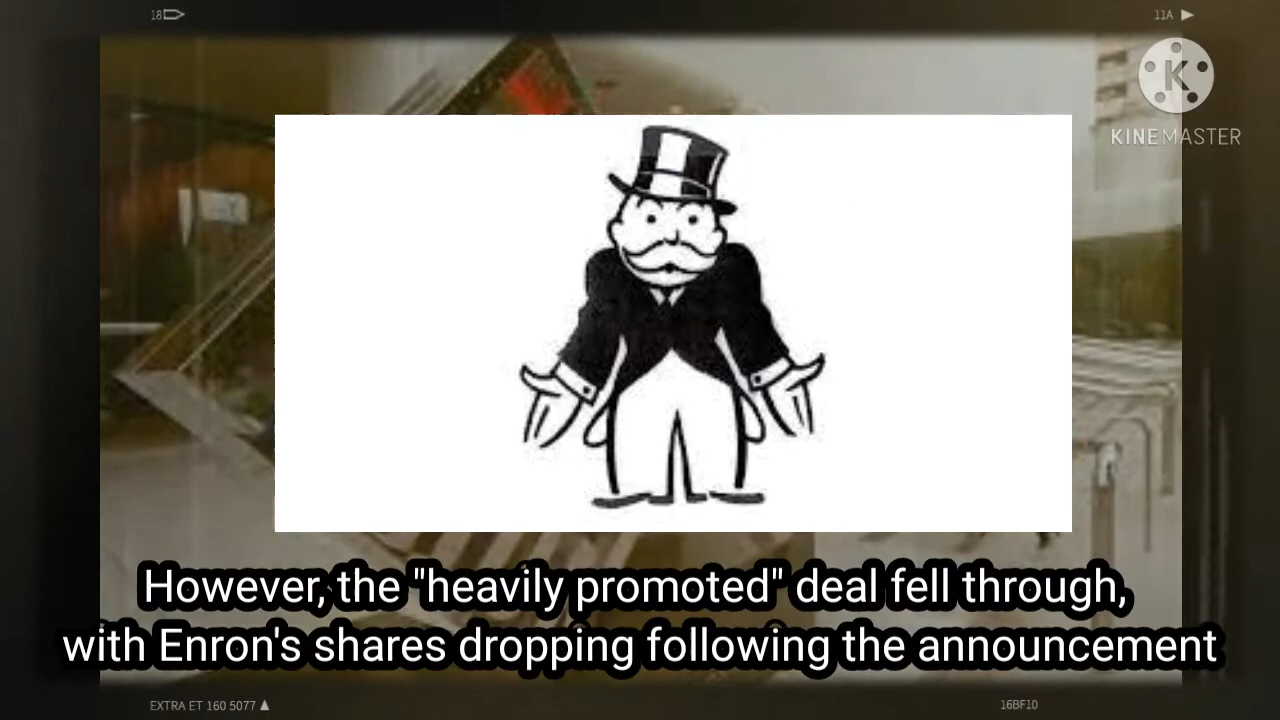 18
11A
KINEMASTER
However, the "heavily promoted" deal fell through,
with Enron's shares dropping following the announcement
EXTRA ET 160 5077
16BF10